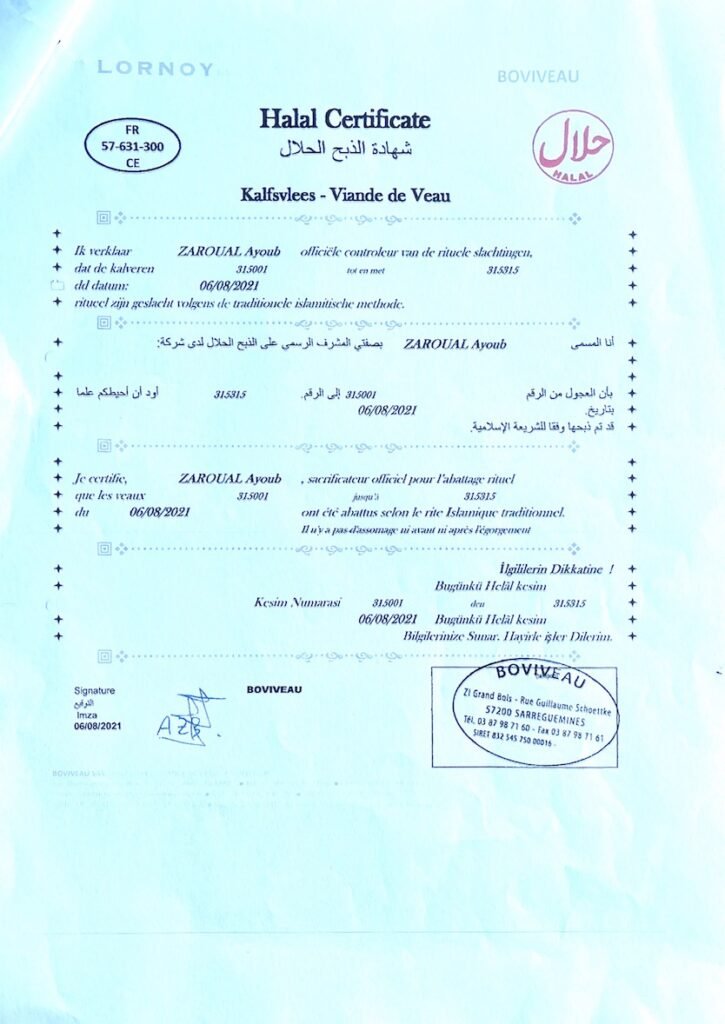 LORNOY
BOVIVEAU
FR
57-631-300
CE
Halal Certificate
شهادة الذبح الحلال
حلال
HALAL
Kalfsvlees - Viande de Veau
Ik verklaar ZAROUAL Ayoub officiële controleur van de rituele slachtingen,
dat de kalveren 315001 tot en met 315315
dd datum: 06/08/2021
ritueel zijn geslacht volgens de traditionele islamitische methode.
أنا المسمى ZAROUAL Ayoub بصفتي المشرف الرسمي على الذبح الحلال لدى شركة:
بأن العجول من الرقم 315001 إلى الرقم. 315315 أود أن أحيطكم علما
بتاريخ. 06/08/2021
قد تم ذبحها وفقا للشريعة الإسلامية.
Je certifie, ZAROUAL Ayoub , sacrificateur officiel pour l'abattage rituel
que les veaux 315001 jusqu'à 315315
du 06/08/2021 ont été abattus selon le rite Islamique traditionnel.
Il n'y a pas d'assomage ni avant ni après l'égorgement
İlgililerin Dikkatine !
Bugünkü Helâl kesim
Kesim Numarasi 315001 den 315315
06/08/2021 Bugünkü Helâl kesim
Bilgilerinize Sunar. Hayirle işler Dilerim.
Signature BOVIVEAU
التوقيع
Imza
06/08/2021
AZB
BOVIVEAU
ZI Grand Bois - Rue Guillaume Schoettke
57200 SARREGUEMINES
Tél. 03 87 98 71 60 - Fax 03 87 98 71 61
SIRET 832 545 750 00016 -
BOVIVEAU